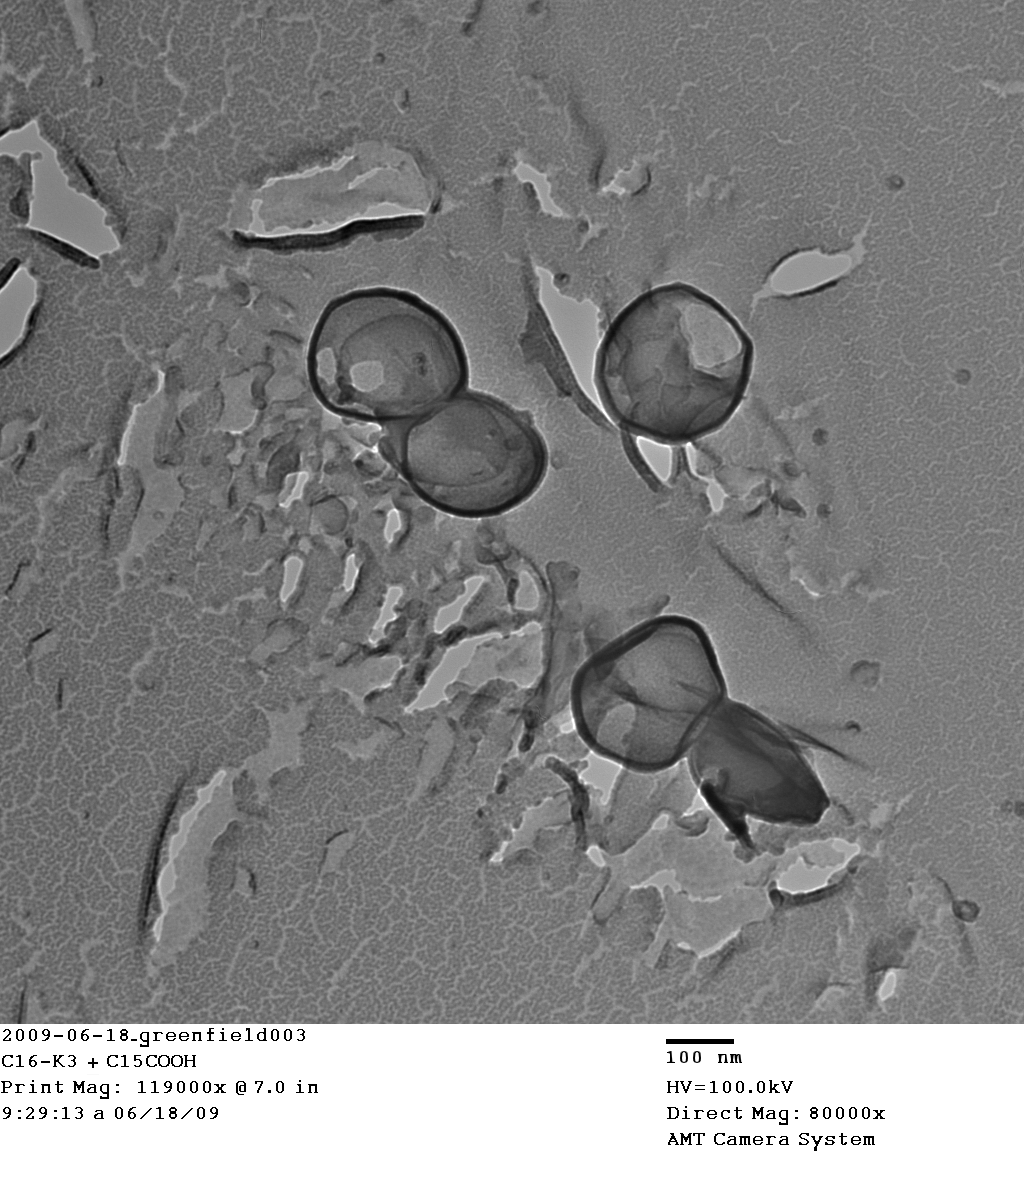 2009-06-18_greenfield003
C16-K3 + C15COOH
Print Mag: 119000x @ 7.0 in
9:29:13 a 06/18/09
100 nm
HV=100.0kV
Direct Mag: 80000x
AMT Camera System